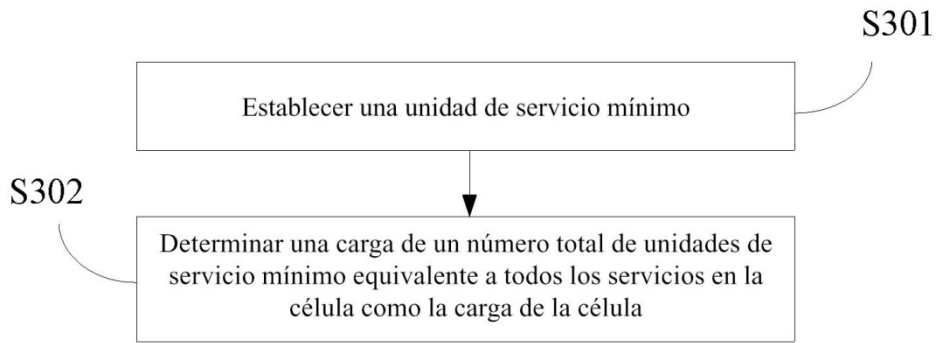 S301
Establecer una unidad de servicio mínimo
S302
Determinar una carga de un número total de unidades de
servicio mínimo equivalente a todos los servicios en la
célula como la carga de la célula